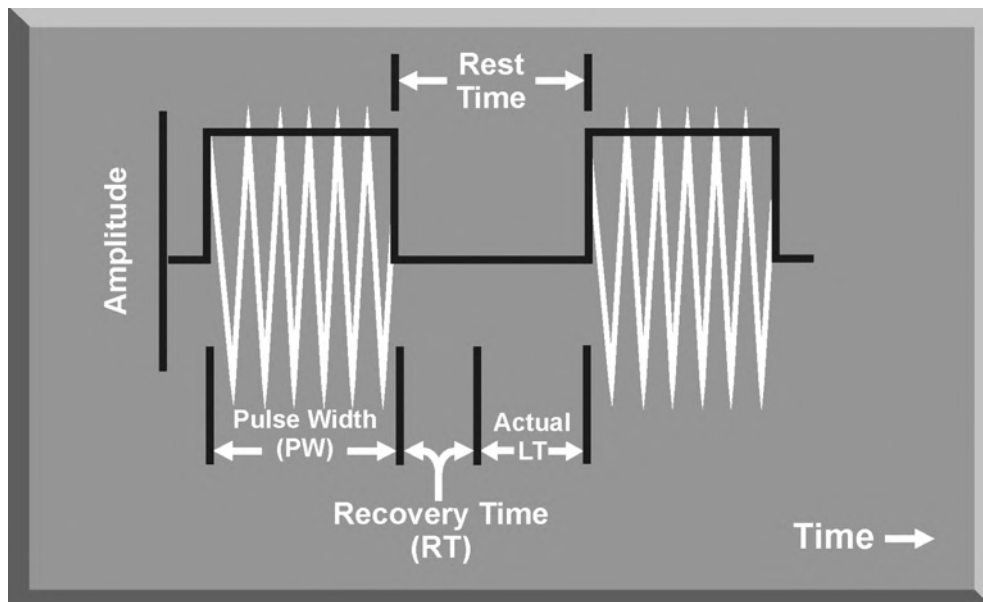 Rest
Time
Amplitude
Pulse Width
(PW)
Actual
LT
Recovery Time
(RT)
Time